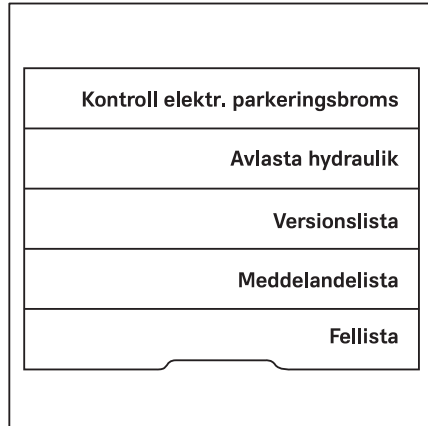 Kontroll elektr. parkeringsbroms
Avlasta hydraulik
Versionslista
Meddelandelista
Fellista